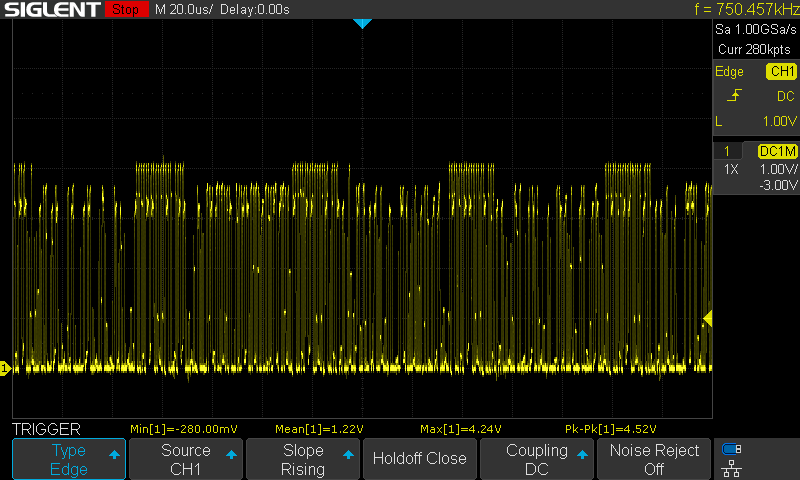 SIGLENT Stop M 20.0us/ Delay:0.00s f = 750.457kHz
Sa 1.00GSa/s
Curr 280kpts
Edge CH1
DC
L 1.00V
1 DC1M
1X 1.00V/
-3.00V
1
TRIGGER Min[1]=-280.00mV Mean[1]=1.22V Max[1]=4.24V Pk-Pk[1]=4.52V
Type Source Slope Holdoff Close Coupling Noise Reject
Edge CH1 Rising DC Off